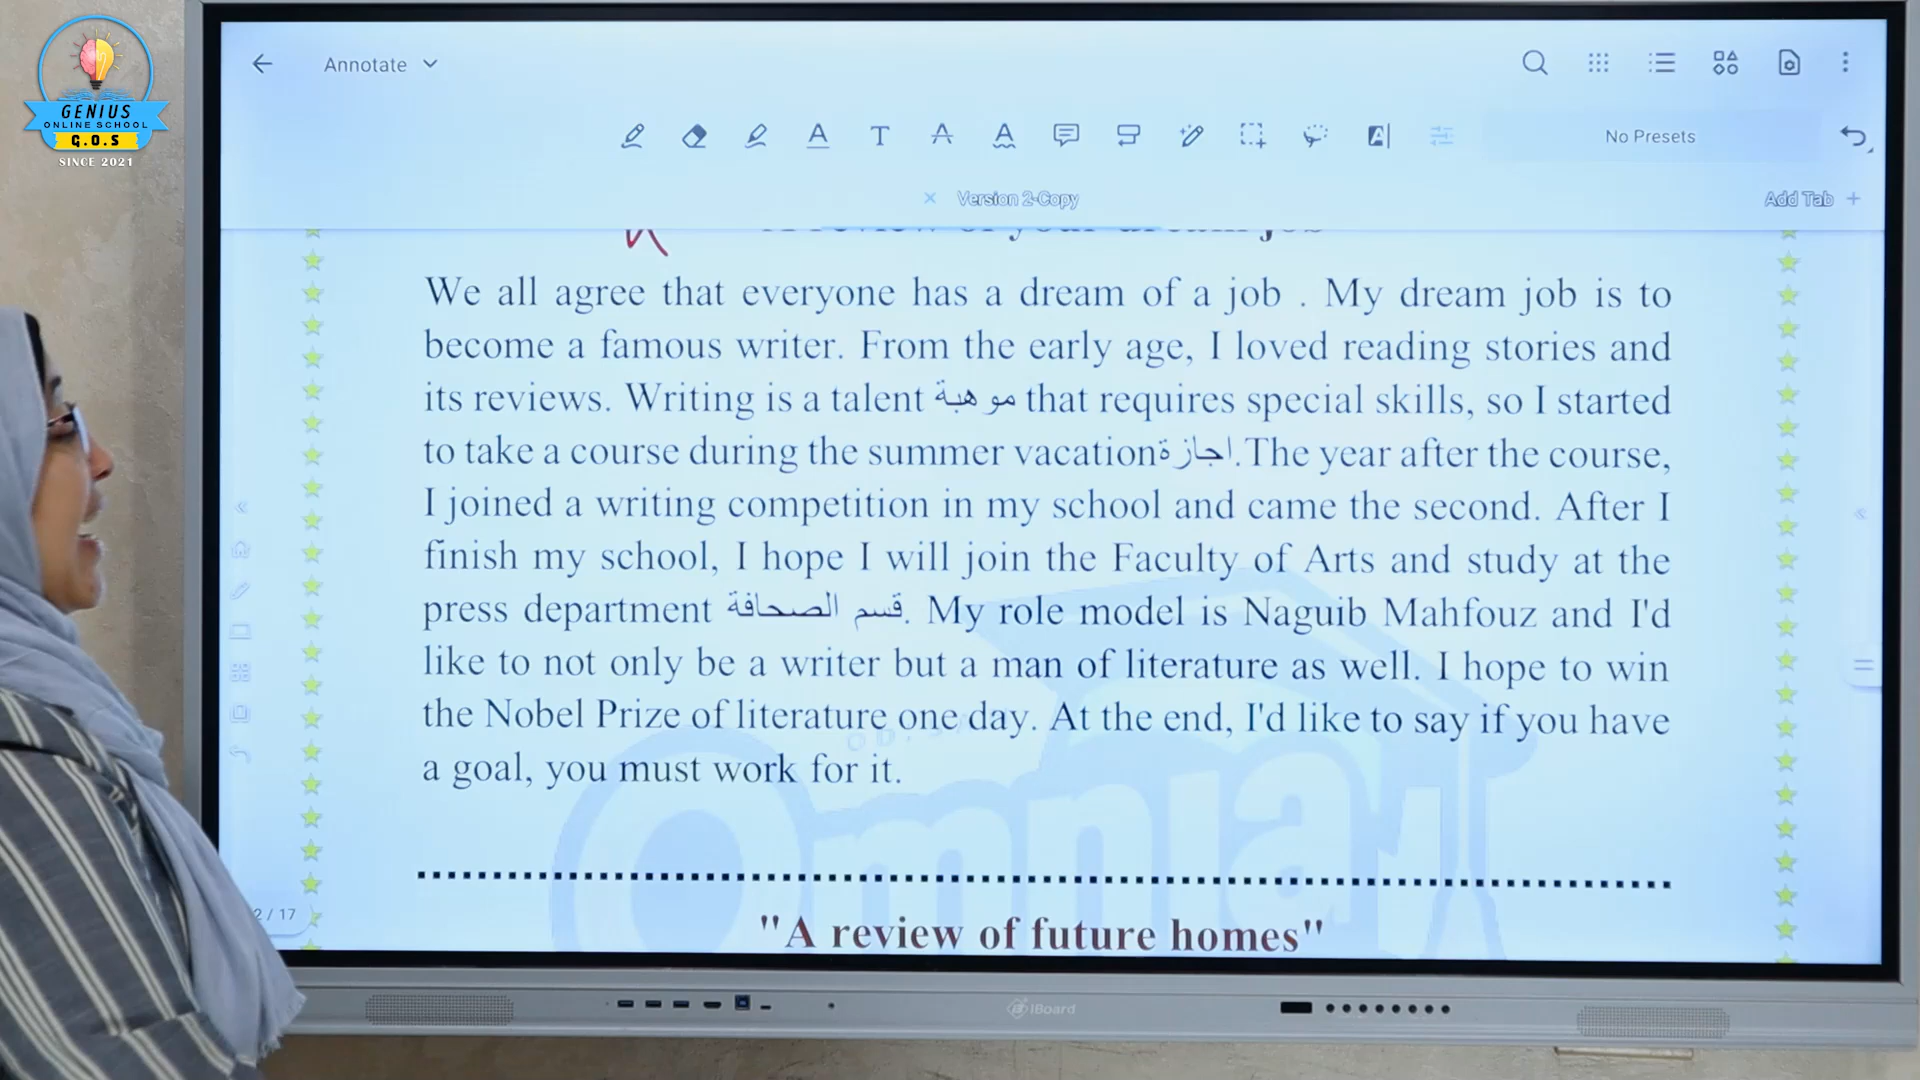 GENIUS
ONLINE SCHOOL
G.O.S
SINCE 2021
Annotate
No Presets
Version 2-Copy
Add Tab +
We all agree that everyone has a dream of a job . My dream job is to
become a famous writer. From the early age, I loved reading stories and
its reviews. Writing is a talent موهبة that requires special skills, so I started
to take a course during the summer vacation اجازة. The year after the course,
I joined a writing competition in my school and came the second. After I
finish my school, I hope I will join the Faculty of Arts and study at the
press department قسم الصحافة. My role model is Naguib Mahfouz and I'd
like to not only be a writer but a man of literature as well. I hope to win
the Nobel Prize of literature one day. At the end, I'd like to say if you have
a goal, you must work for it.
Omnia
2 / 17
"A review of future homes"
IBoard